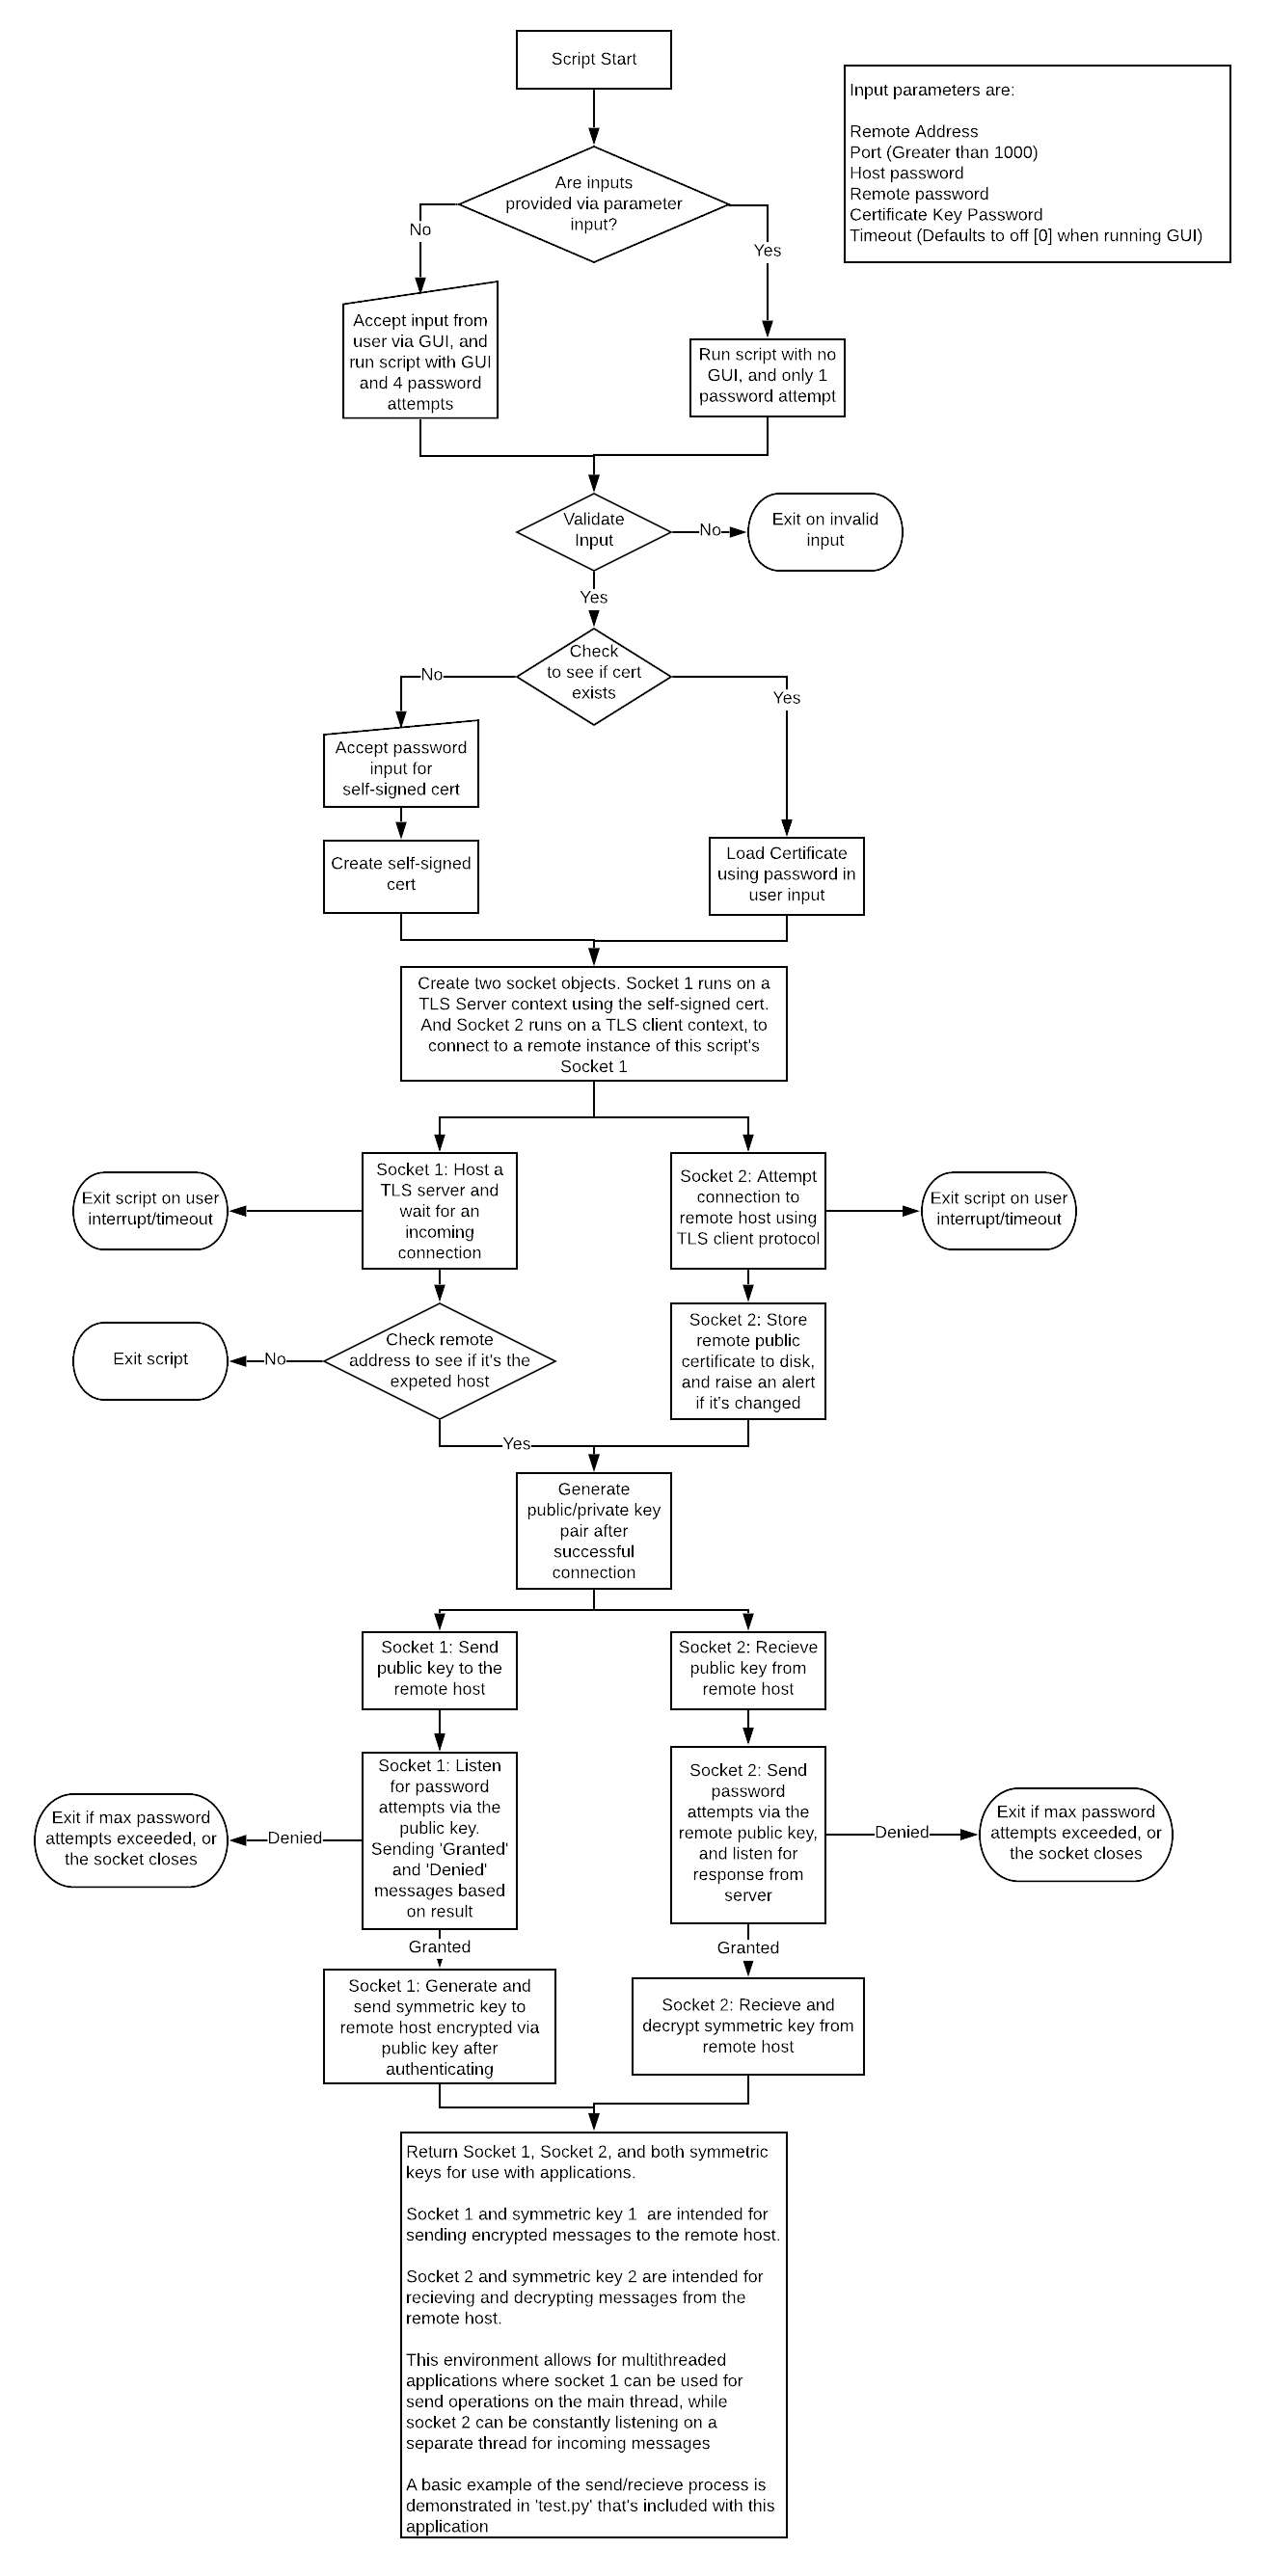 Script Start
Input parameters are:
Remote Address
Port (Greater than 1000)
Host password
Remote password
Certificate Key Password
Timeout (Defaults to off [0] when running GUI)
Are inputs
provided via parameter
input?
No
Yes
Accept input from
user via GUI, and
run script with GUI
and 4 password
attempts
Run script with no
GUI, and only 1
password attempt
Validate
Input
No
Exit on invalid
input
Yes
Check
to see if cert
exists
No
Yes
Accept password
input for
self-signed cert
Create self-signed
cert
Load Certificate
using password in
user input
Create two socket objects. Socket 1 runs on a
TLS Server context using the self-signed cert.
And Socket 2 runs on a TLS client context, to
connect to a remote instance of this script's
Socket 1
Exit script on user
interrupt/timeout
Socket 1: Host a
TLS server and
wait for an
incoming
connection
Socket 2: Attempt
connection to
remote host using
TLS client protocol
Exit script on user
interrupt/timeout
Exit script
No
Check remote
address to see if it's the
expeted host
Socket 2: Store
remote public
certificate to disk,
and raise an alert
if it's changed
Yes
Generate
public/private key
pair after
successful
connection
Socket 1: Send
public key to the
remote host
Socket 2: Recieve
public key from
remote host
Exit if max password
attempts exceeded, or
the socket closes
Denied
Socket 1: Listen
for password
attempts via the
public key.
Sending 'Granted'
and 'Denied'
messages based
on result
Socket 2: Send
password
attempts via the
remote public key,
and listen for
response from
server
Denied
Exit if max password
attempts exceeded, or
the socket closes
Granted
Granted
Socket 1: Generate and
send symmetric key to
remote host encrypted via
public key after
authenticating
Socket 2: Recieve and
decrypt symmetric key from
remote host
Return Socket 1, Socket 2, and both symmetric
keys for use with applications.
Socket 1 and symmetric key 1  are intended for
sending encrypted messages to the remote host.
Socket 2 and symmetric key 2 are intended for
recieving and decrypting messages from the
remote host.
This environment allows for multithreaded
applications where socket 1 can be used for
send operations on the main thread, while
socket 2 can be constantly listening on a
separate thread for incoming messages
A basic example of the send/recieve process is
demonstrated in 'test.py' that's included with this
application